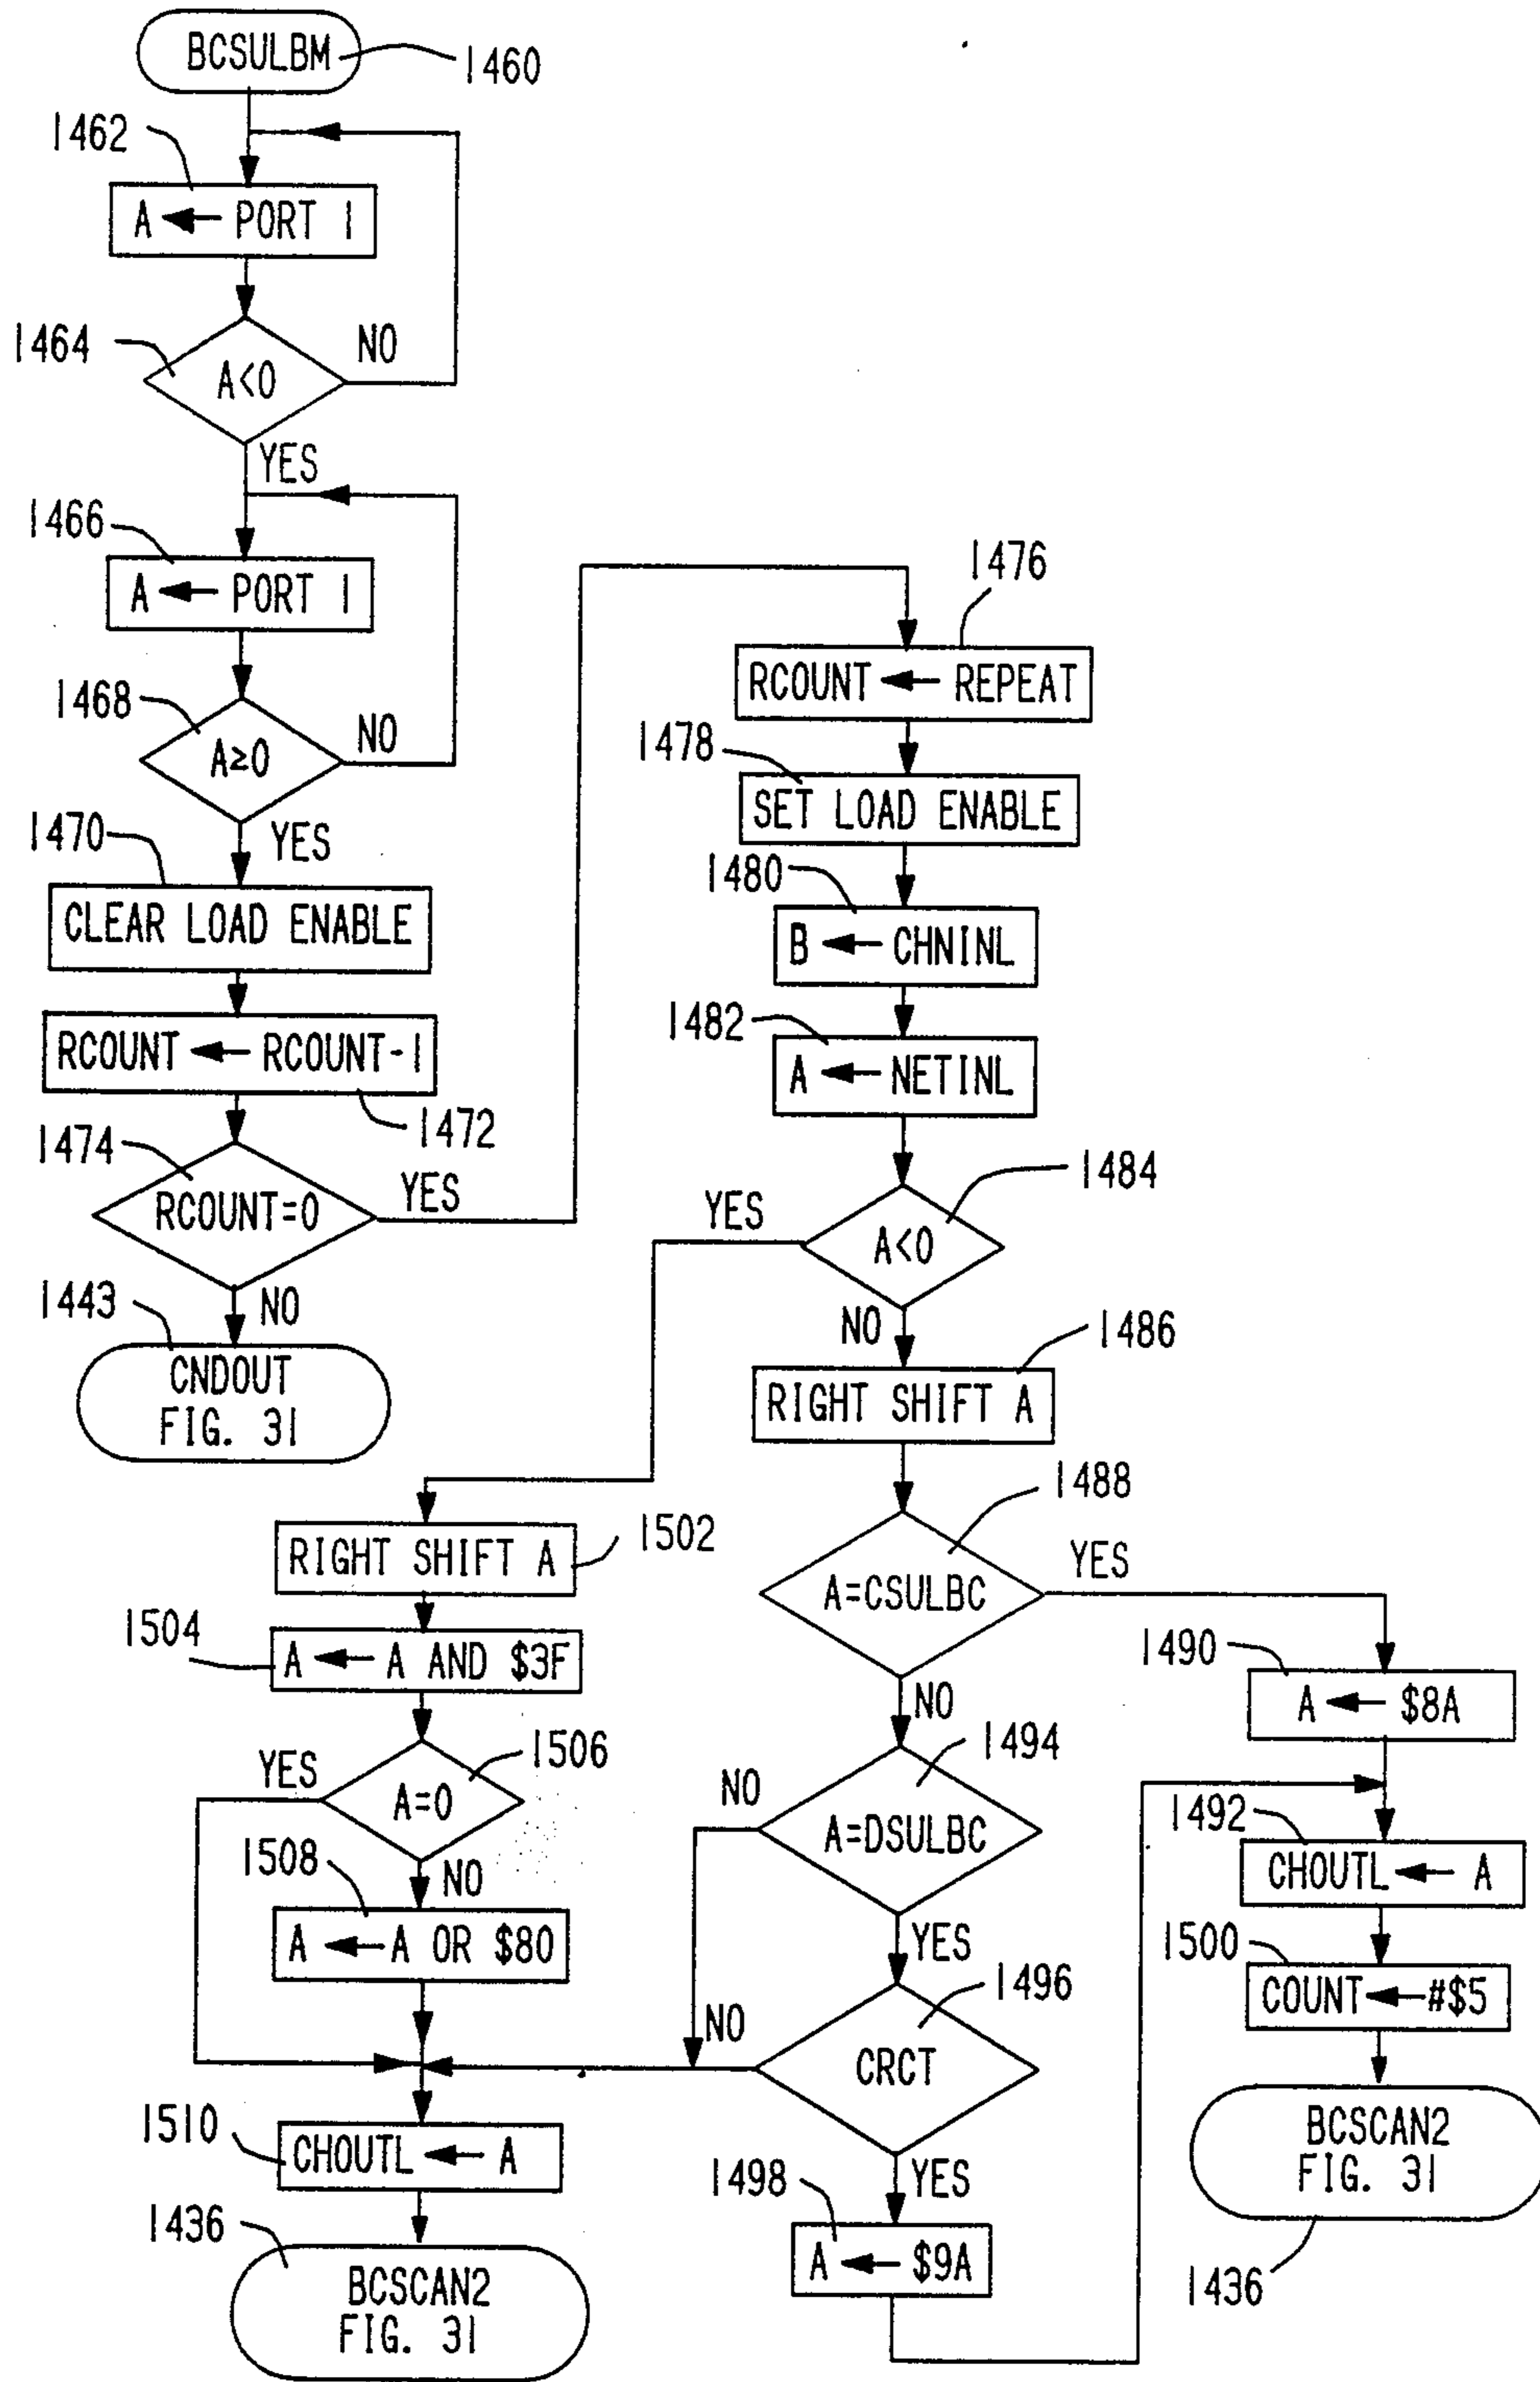 BCSULBM
1460
1462
A ← PORT 1
1464
A<0
NO
YES
1466
A ← PORT 1
1468
A≥0
NO
YES
1470
CLEAR LOAD ENABLE
RCOUNT ← RCOUNT-1
1472
1474
RCOUNT=0
YES
NO
1443
CNDOUT
FIG. 31
1476
RCOUNT ← REPEAT
1478
SET LOAD ENABLE
1480
B ← CHNINL
1482
A ← NETINL
1484
YES
A<0
NO
1486
RIGHT SHIFT A
1488
A=CSULBC
YES
NO
1490
A ← $8A
1494
NO
A=DSULBC
YES
1492
CHOUTL ← A
1496
NO
CRCT
YES
1500
COUNT ← #$5
BCSCAN2
FIG. 31
1436
1498
A ← $9A
RIGHT SHIFT A
1502
1504
A ← A AND $3F
1506
YES
A=0
NO
1508
A ← A OR $80
1510
CHOUTL ← A
1436
BCSCAN2
FIG. 31